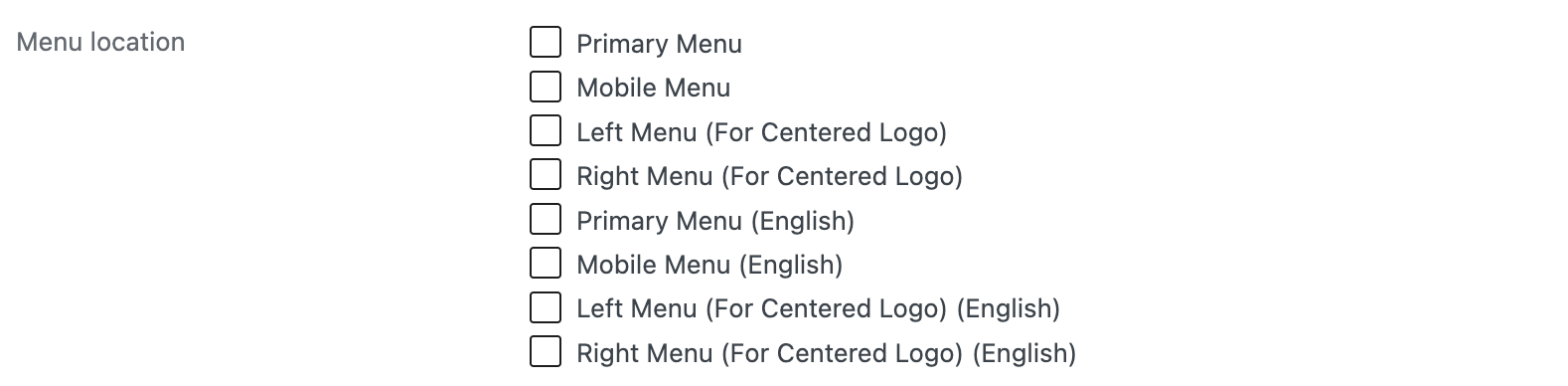 Menu location
Primary Menu
Mobile Menu
Left Menu (For Centered Logo)
Right Menu (For Centered Logo)
Primary Menu (English)
Mobile Menu (English)
Left Menu (For Centered Logo) (English)
Right Menu (For Centered Logo) (English)